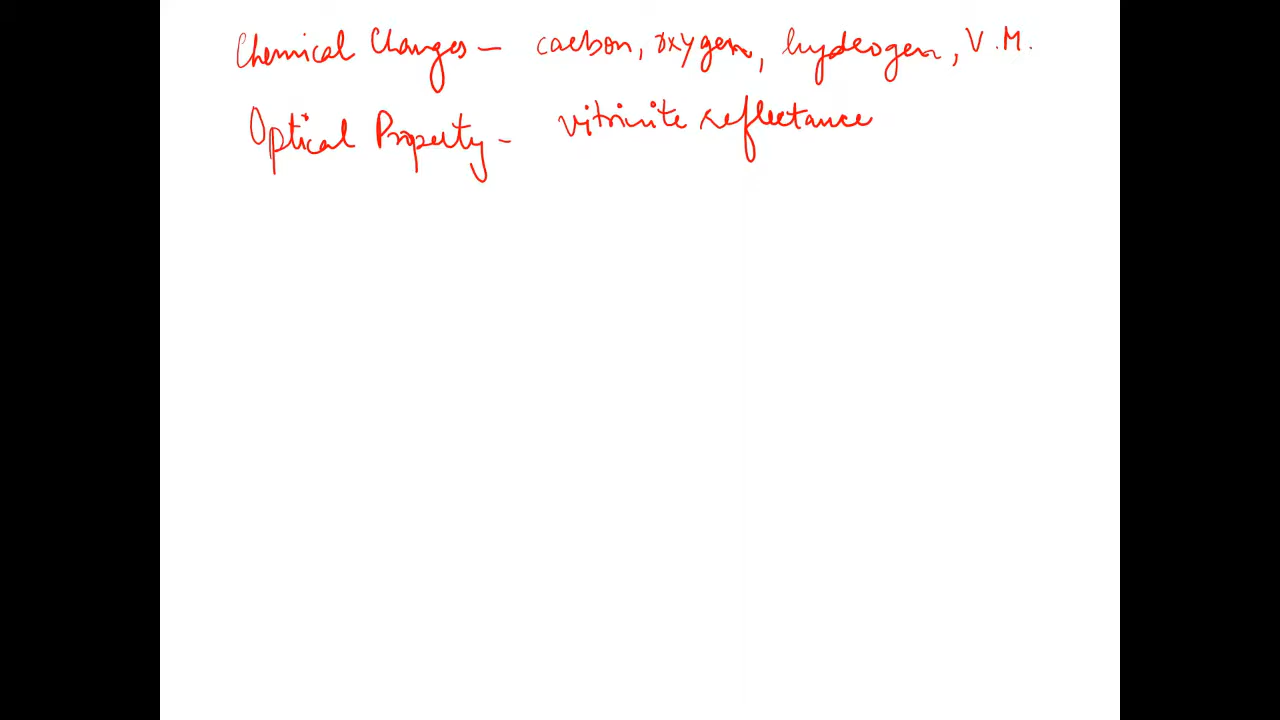 Chemical Changes - carbon, oxygen, hydrogen, V.M.
Optical Property - vitrinite reflectance